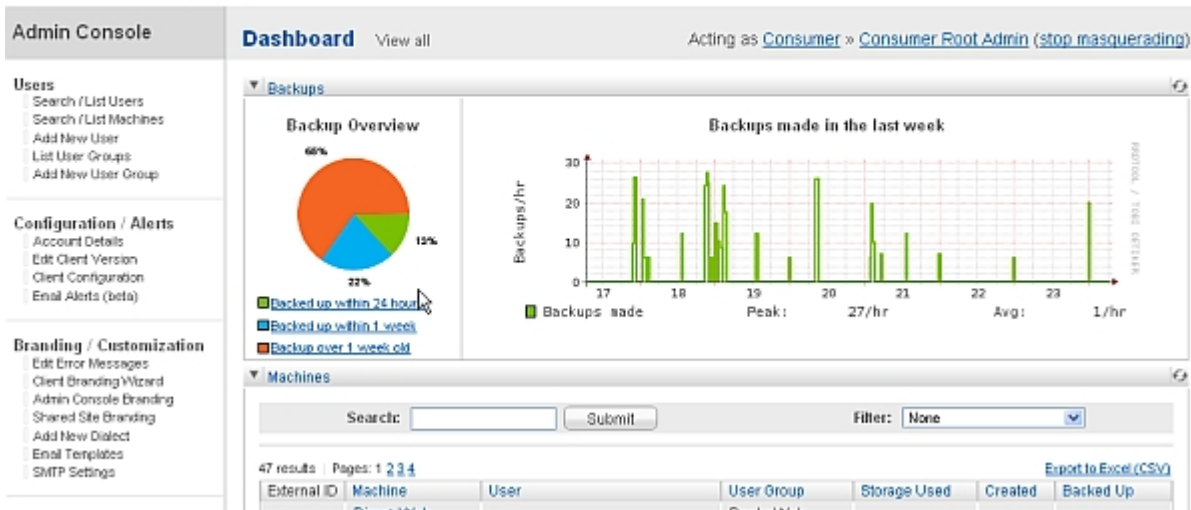 Admin Console
Dashboard View all
Acting as Consumer » Consumer Root Admin (stop masquerading)
Users
Search / List Users
Search / List Machines
Add New User
List User Groups
Add New User Group
Configuration / Alerts
Account Details
Edit Client Version
Client Configuration
Email Alerts (beta)
Branding / Customization
Edit Error Messages
Client Branding Wizard
Admin Console Branding
Shared Site Branding
Add New Dialect
Email Templates
SMTP Settings
Backups
Backup Overview
13%
22%
Backed up within 24 hours
Backed up within 1 week
Backup over 1 week old
Backups made in the last week
Backups/hr
30
20
10
0
17 18 19 20 21 22 23
Backups made Peak: 27/hr Avg: 1/hr
RRDTOOL / TOBI OETIKER
Machines
Search: Submit Filter: None
47 results Pages: 1 2 3 4 Export to Excel (CSV)
External ID Machine User User Group Storage Used Created Backed Up